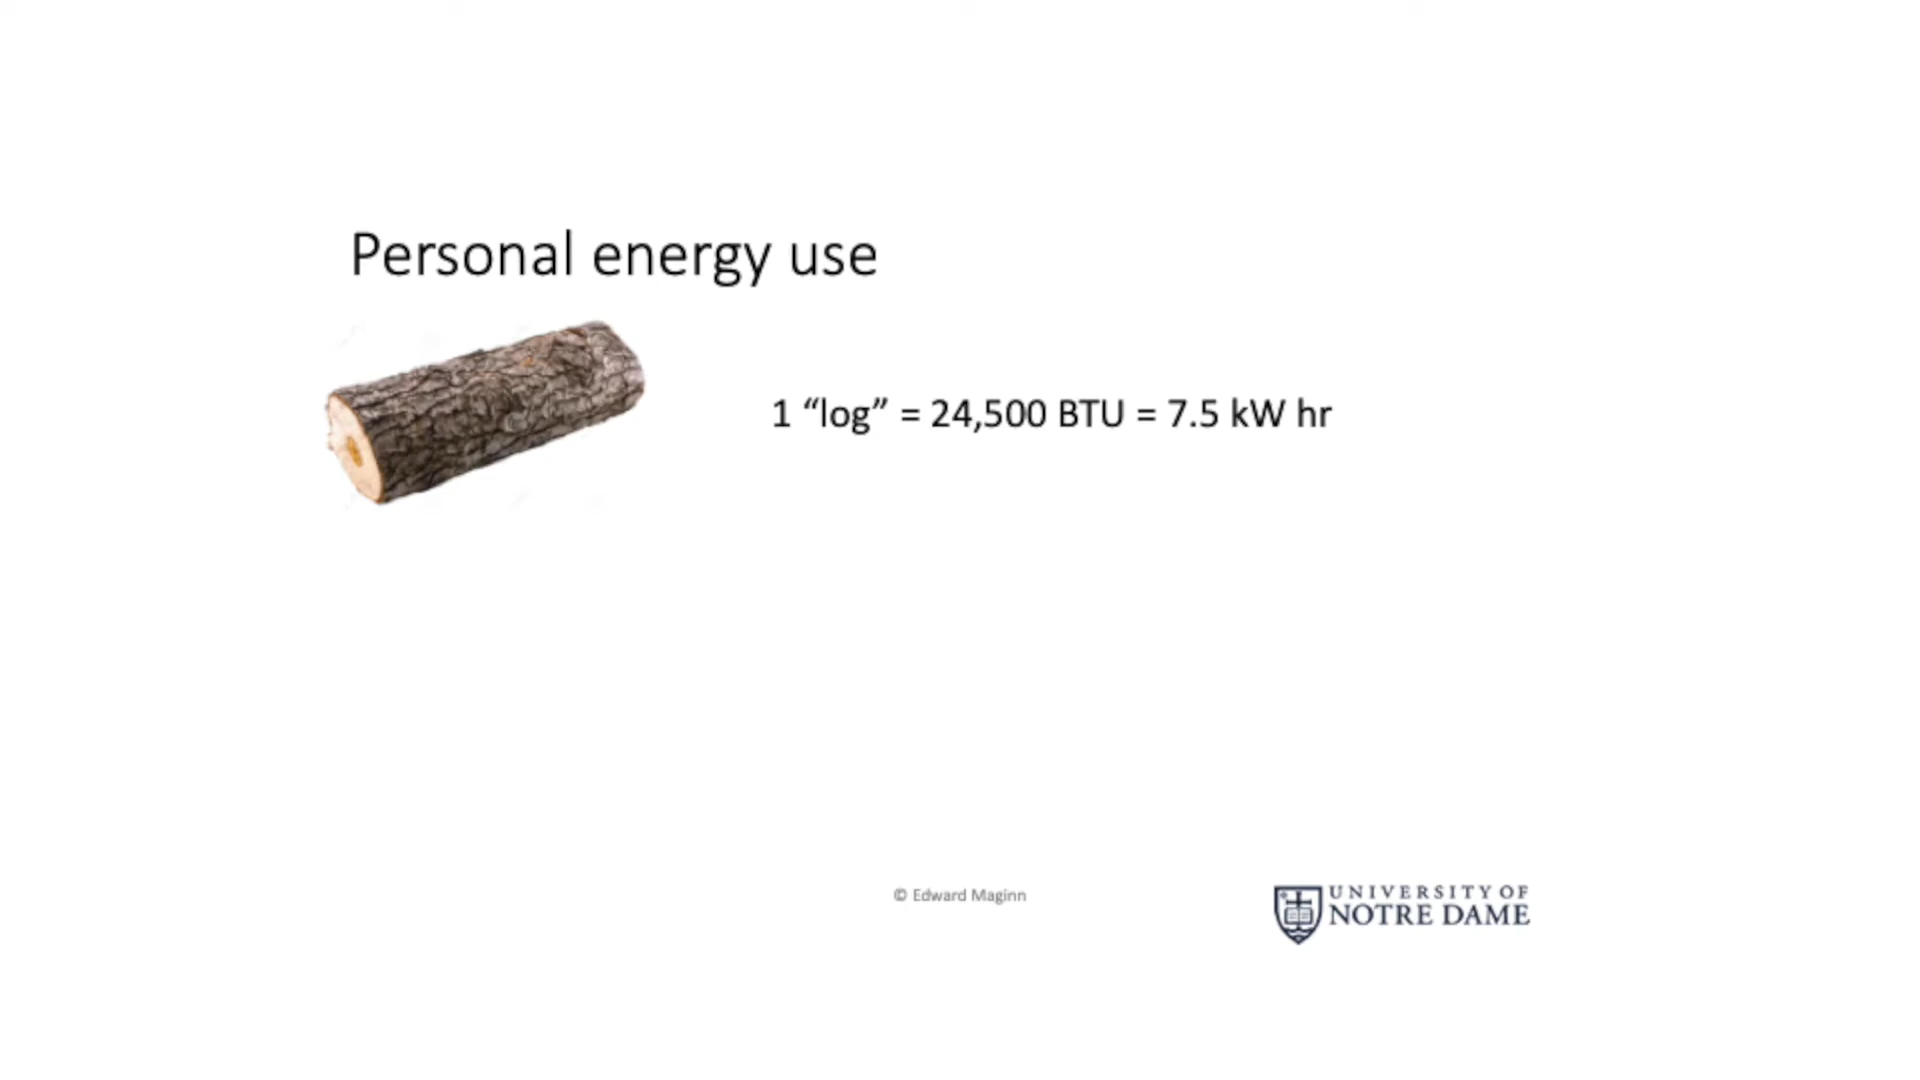 Personal energy use
1 “log” = 24,500 BTU = 7.5 kW hr
© Edward Maginn
UNIVERSITY OF
NOTRE DAME